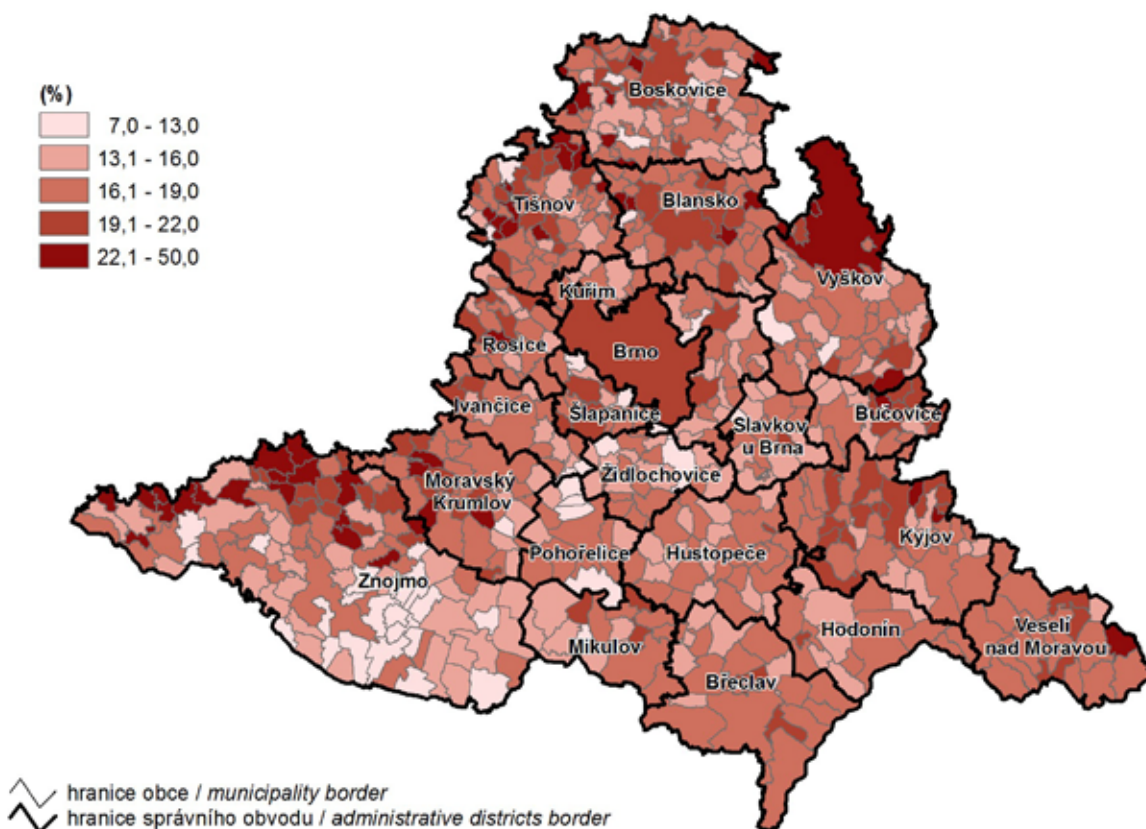 (%)
7,0 - 13,0
13,1 - 16,0
16,1 - 19,0
19,1 - 22,0
22,1 - 50,0
Boskovice
Tišnov
Blansko
Vyškov
Kuřim
Rosice
Brno
Ivančice
Šlapanice
Slavkov
u Brna
Bučovice
Moravský
Krumlov
Židlochovice
Pohořelice
Hustopeče
Kyjov
Znojmo
Mikulov
Hodonín
Veselí
nad Moravou
Břeclav
hranice obce / municipality border
hranice správního obvodu / administrative districts border